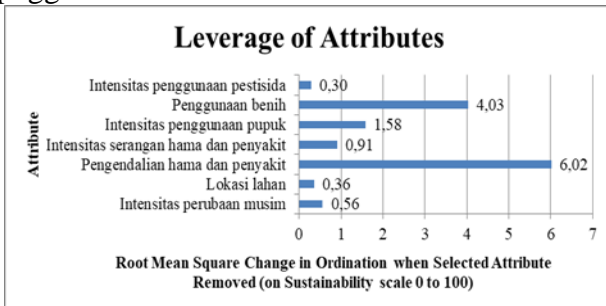 Leverage of Attributes
Attribute
Intensitas penggunaan pestisida 0,30
Penggunaan benih 4,03
Intensitas penggunaan pupuk 1,58
Intensitas serangan hama dan penyakit 0,91
Pengendalian hama dan penyakit 6,02
Lokasi lahan 0,36
Intensitas perubaan musim 0,56
0 1 2 3 4 5 6 7
Root Mean Square Change in Ordination when Selected Attribute
Removed (on Sustainability scale 0 to 100)